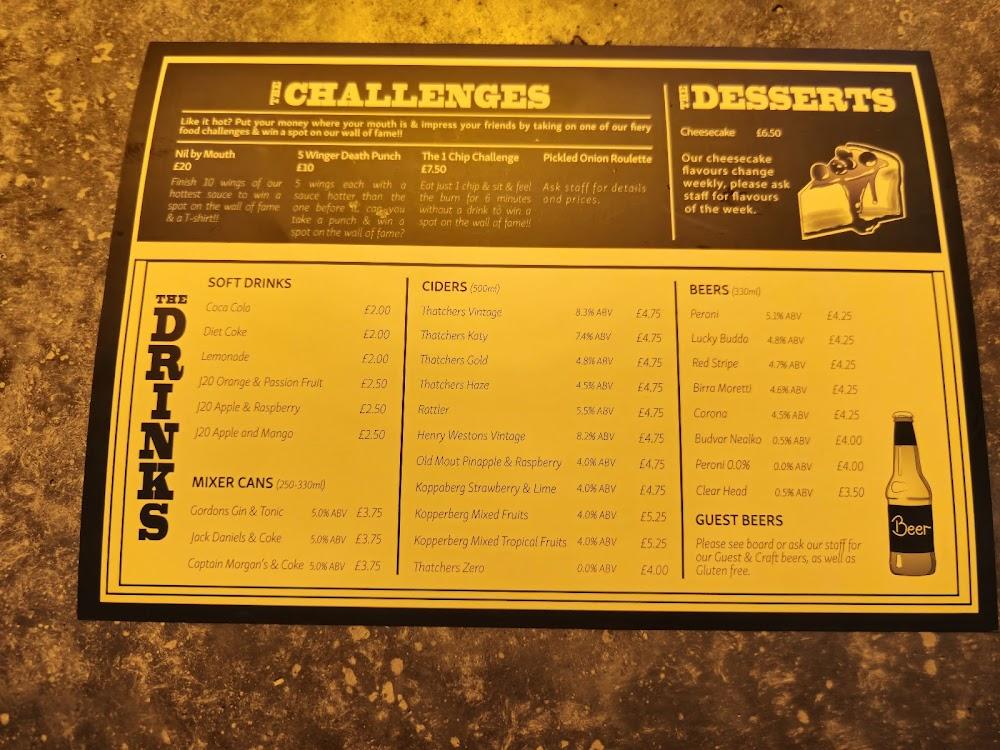 THE CHALLENGES
Like it hot? Put your money where your mouth is & impress your friends by taking on one of our fiery
food challenges & win a spot on our wall of fame!!
Nil by Mouth
£20
Finish 10 wings of our
hottest sauce to win a
spot on the wall of fame
& a T-shirt!!
5 Winger Death Punch
£10
5 wings each with a
sauce hotter than the
one before it, can you
take a punch & win a
spot on the wall of fame?
The 1 Chip Challenge
£7.50
Eat just 1 chip & sit & feel
the burn for 6 minutes
without a drink to win a
spot on the wall of fame!!
Pickled Onion Roulette
Ask staff for details
and prices.
THE DESSERTS
Cheesecake £6.50
Our cheesecake
flavours change
weekly, please ask
staff for flavours
of the week.
THE
DRINKS
SOFT DRINKS
Coca Cola £2.00
Diet Coke £2.00
Lemonade £2.00
J20 Orange & Passion Fruit £2.50
J20 Apple & Raspberry £2.50
J20 Apple and Mango £2.50
MIXER CANS (250-330ml)
Gordons Gin & Tonic 5.0% ABV £3.75
Jack Daniels & Coke 5.0% ABV £3.75
Captain Morgan's & Coke 5.0% ABV £3.75
CIDERS (500ml)
Thatchers Vintage 8.3% ABV £4.75
Thatchers Katy 7.4% ABV £4.75
Thatchers Gold 4.8% ABV £4.75
Thatchers Haze 4.5% ABV £4.75
Rattler 5.5% ABV £4.75
Henry Westons Vintage 8.2% ABV £4.75
Old Mout Pinapple & Raspberry 4.0% ABV £4.75
Koppaberg Strawberry & Lime 4.0% ABV £4.75
Kopperberg Mixed Fruits 4.0% ABV £5.25
Kopperberg Mixed Tropical Fruits 4.0% ABV £5.25
Thatchers Zero 0.0% ABV £4.00
BEERS (330ml)
Peroni 5.1% ABV £4.25
Lucky Budda 4.8% ABV £4.25
Red Stripe 4.7% ABV £4.25
Birra Moretti 4.6% ABV £4.25
Corona 4.5% ABV £4.25
Budvar Nealko 0.5% ABV £4.00
Peroni 0.0% 0.0% ABV £4.00
Clear Head 0.5% ABV £3.50
GUEST BEERS
Please see board or ask our staff for
our Guest & Craft beers, as well as
Gluten free.
Beer